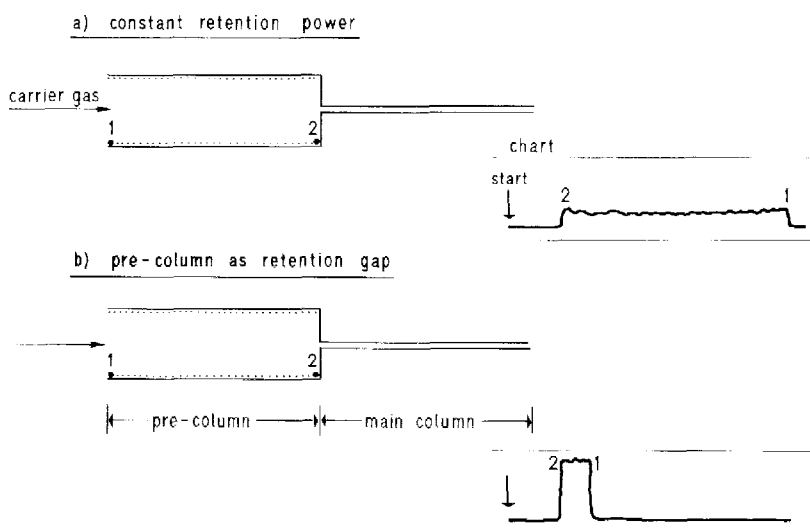 a) constant retention power
carrier gas
1 2
chart
start
2 1
b) pre-column as retention gap
1 2
pre-column main column
2 1